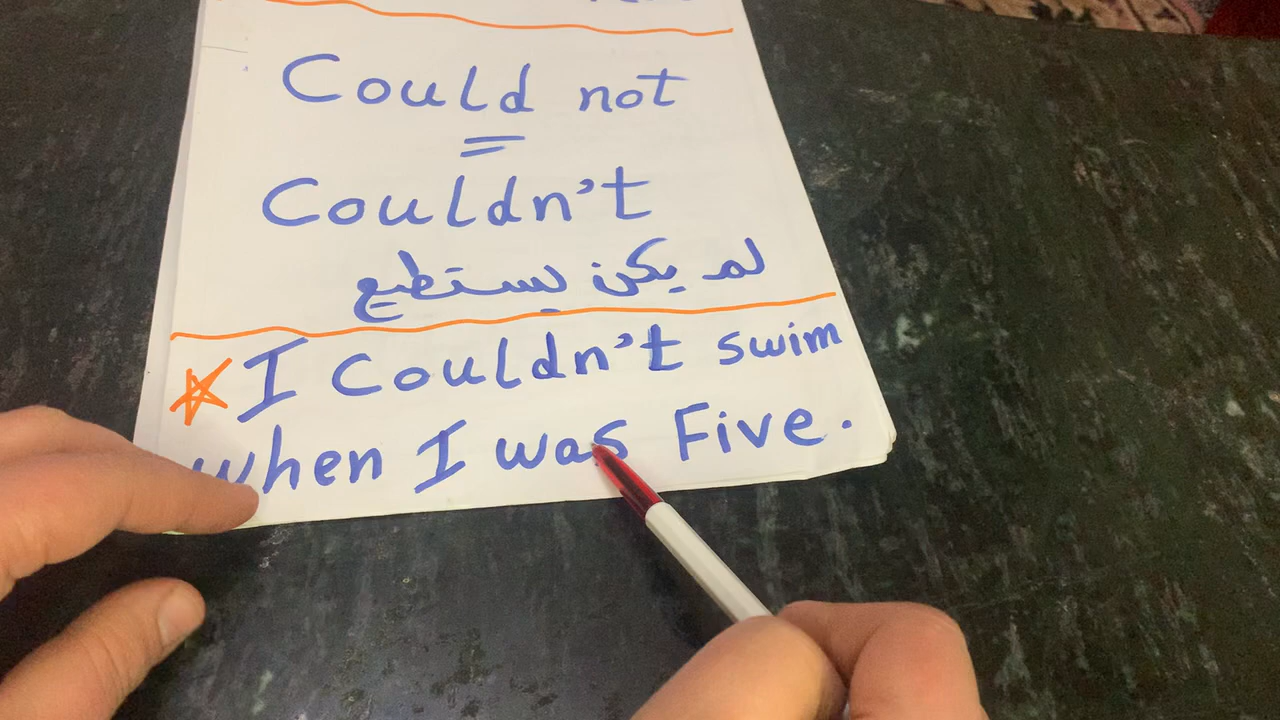 Could not
=
Couldn't
لم يكن يستطيع
I Couldn't swim
when I was Five.